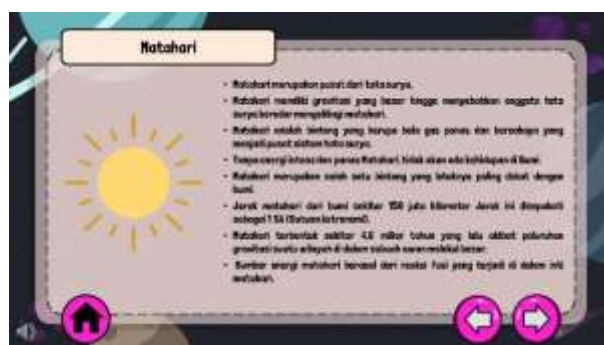 Matahari
- Matahari merupakan pusat dari tata surya.
- Matahari memiliki gravitasi yang besar hingga menyebabkan anggota tata
surya beredar mengelilingi matahari.
- Matahari adalah bintang yang berupa bola gas panas dan bercahaya yang
menjadi pusat sistem tata surya.
- Tanpa energi intens dan panas Matahari, tidak akan ada kehidupan di Bumi.
- Matahari merupakan salah satu bintang yang letaknya paling dekat dengan
bumi.
- Jarak matahari dari bumi sekitar 150 juta kilometer Jarak ini dinyatakan
sebagai 1 SA (Satuan
- Matahari terbentuk sekitar 4,6 miliar tahun yang lalu akibat peluruhan
gravitasi suatu wilayah di dalam sebuah awan molekul besar.
- Sumber energi matahari berasal dari reaksi fusi yang terjadi di dalam inti
matahari.